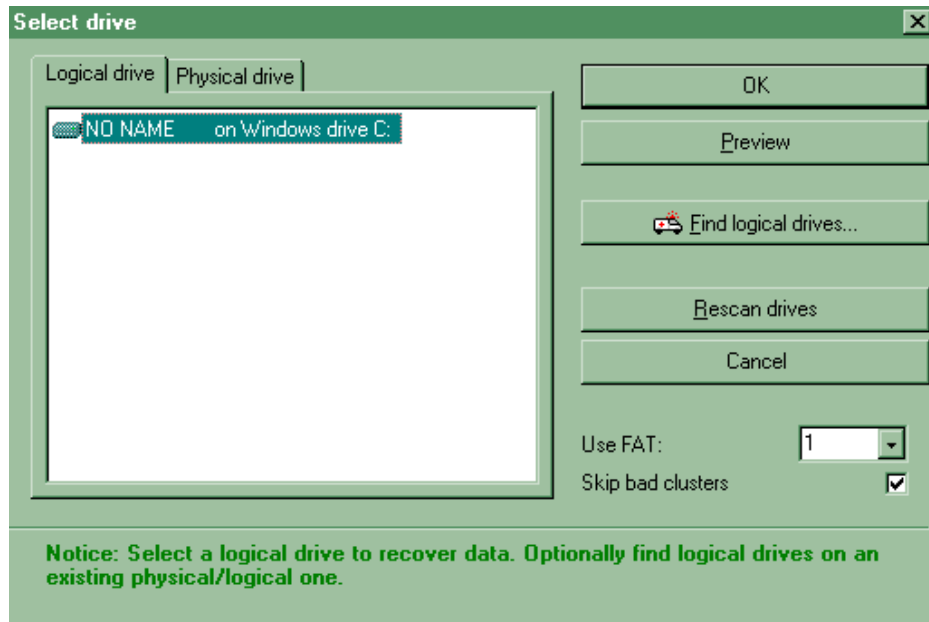 Select drive
Logical drive Physical drive
NO NAME on Windows drive C:
OK
Preview
Find logical drives...
Rescan drives
Cancel
Use FAT: 1
Skip bad clusters
Notice: Select a logical drive to recover data. Optionally find logical drives on an
existing physical/logical one.